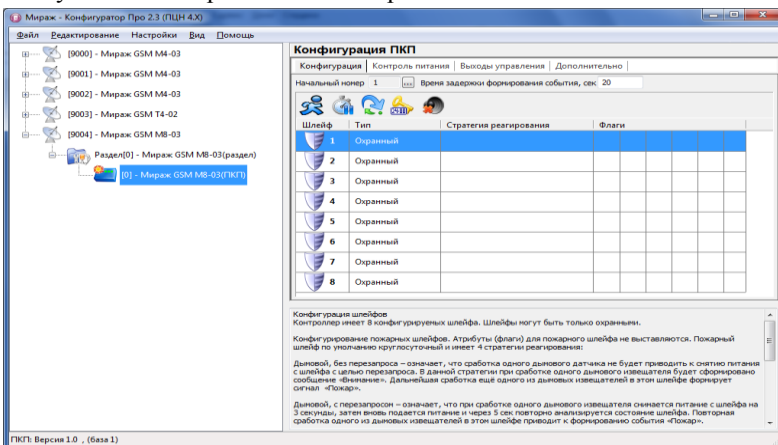 Мираж - Конфигуратор Про 2.3 (ПЦН 4.X)
Файл Редактирование Настройки Вид Помощь
[9000] - Мираж GSM M4-03
[9001] - Мираж GSM M4-03
[9002] - Мираж GSM M4-03
[9003] - Мираж GSM T4-02
[9004] - Мираж GSM M8-03
Раздел[0] - Мираж GSM M8-03(раздел)
[0] - Мираж GSM M8-03(ПКП)
Конфигурация ПКП
Конфигурация Контроль питания Выходы управления Дополнительно
Начальный номер 1 ... Время задержки формирования события, сек 20
Шлейф Тип Стратегия реагирования Флаги
1 Охранный
2 Охранный
3 Охранный
4 Охранный
5 Охранный
6 Охранный
7 Охранный
8 Охранный
Конфигурация шлейфов
Контроллер имеет 8 конфигурируемых шлейфа. Шлейфы могут быть только охранными.
Конфигурирование пожарных шлейфов. Атрибуты (флаги) для пожарного шлейфа не выставляются. Пожарный
шлейф по умолчанию круглосуточный и имеет 4 стратегии реагирования:
Дымовой, без перезапроса – означает, что сработка одного дымового датчика не будет приводить к снятию питания
с шлейфа с целью перезапроса. В данной стратегии при сработке одного дымового извещателя будет сформировано
сообщение «Внимание». Дальнейшая сработка ещё одного из дымовых извещателей в этом шлейфе формирует
сигнал «Пожар».
Дымовой, с перезапросом – означает, что при сработке одного дымового извещателя снимается питание с шлейфа на
3 секунды, затем вновь подается питание и через 5 сек повторно анализируется состояние шлейфа. Повторная
сработка одного из дымовых извещателей в этом шлейфе приводит к формированию события «Пожар».
ПКП: Версия 1.0 , (база 1)